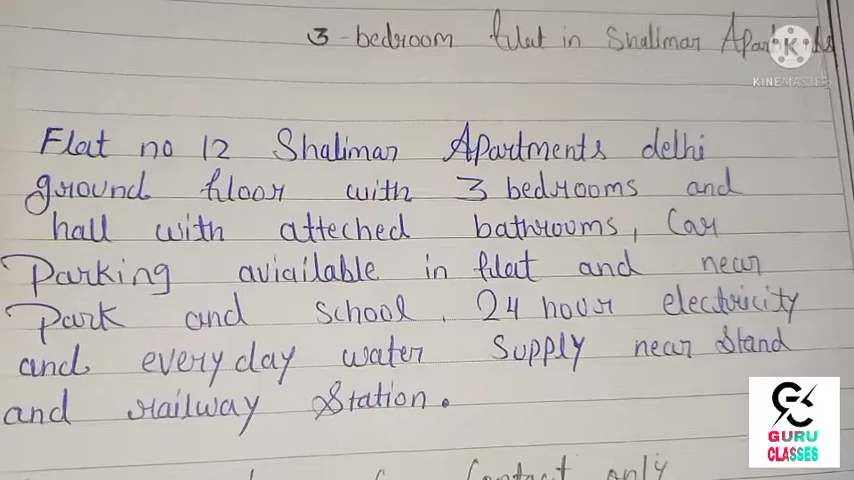 3-bedroom flat in Shalimar Apartments
KINEMASTER
Flat no 12 Shalimar Apartments delhi
ground floor with 3 bedrooms and
hall with atteched bathrooms, Car
Parking aviailable in flat and near
Park and school. 24 hour electricity
and everyday water supply near stand
and railway station.
Contact only
GURU
CLASSES